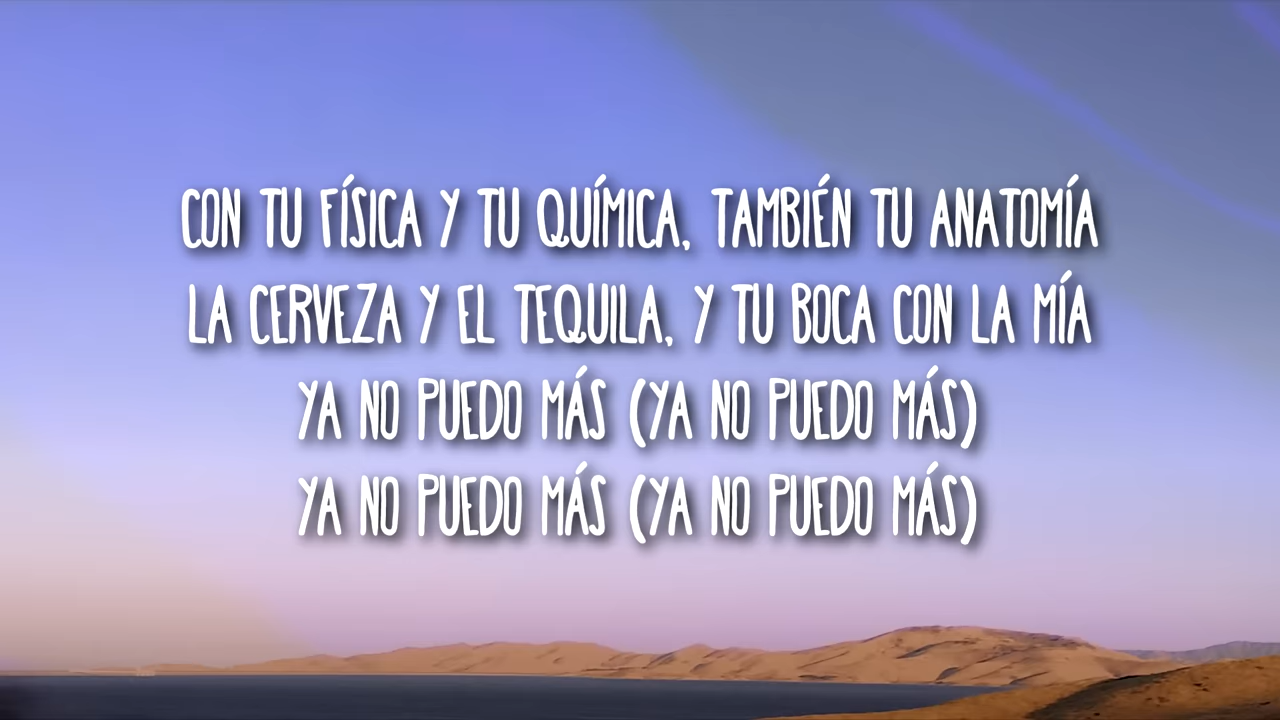 CON TU FÍSICA Y TU QUÍMICA, TAMBIÉN TU ANATOMÍA
LA CERVEZA Y EL TEQUILA, Y TU BOCA CON LA MÍA
YA NO PUEDO MÁS (YA NO PUEDO MÁS)
YA NO PUEDO MÁS (YA NO PUEDO MÁS)